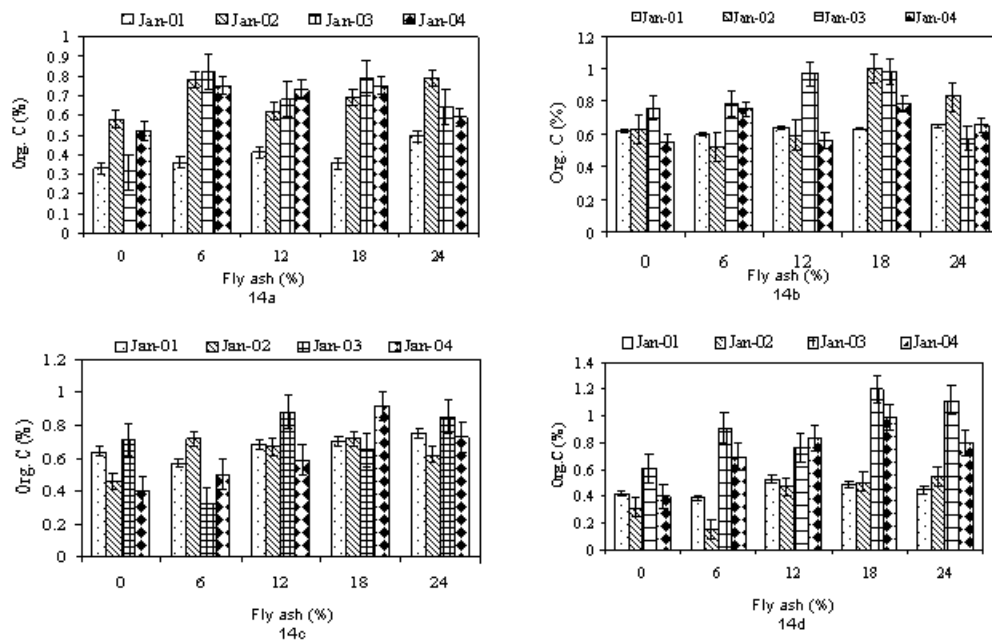 Jan-01 Jan-02 Jan-03 Jan-04
1
0.9
0.8
0.7
0.6
0.5
0.4
0.3
0.2
0.1
0
Org. C (%)
0 6 12 18 24
Fly ash (%)
14a
Jan-01 Jan-02 Jan-03 Jan-04
1.2
1
0.8
0.6
0.4
0.2
0
Org. C (%)
0 6 12 18 24
Fly ash (%)
14b
Jan-01 Jan-02 Jan-03 Jan-04
1.2
1
0.8
0.6
0.4
0.2
0
Org. C (%)
0 6 12 18 24
Fly ash (%)
14c
Jan-01 Jan-02 Jan-03 Jan-04
1.4
1.2
1
0.8
0.6
0.4
0.2
0
Org.C (%)
0 6 12 18 24
Fly ash (%)
14d